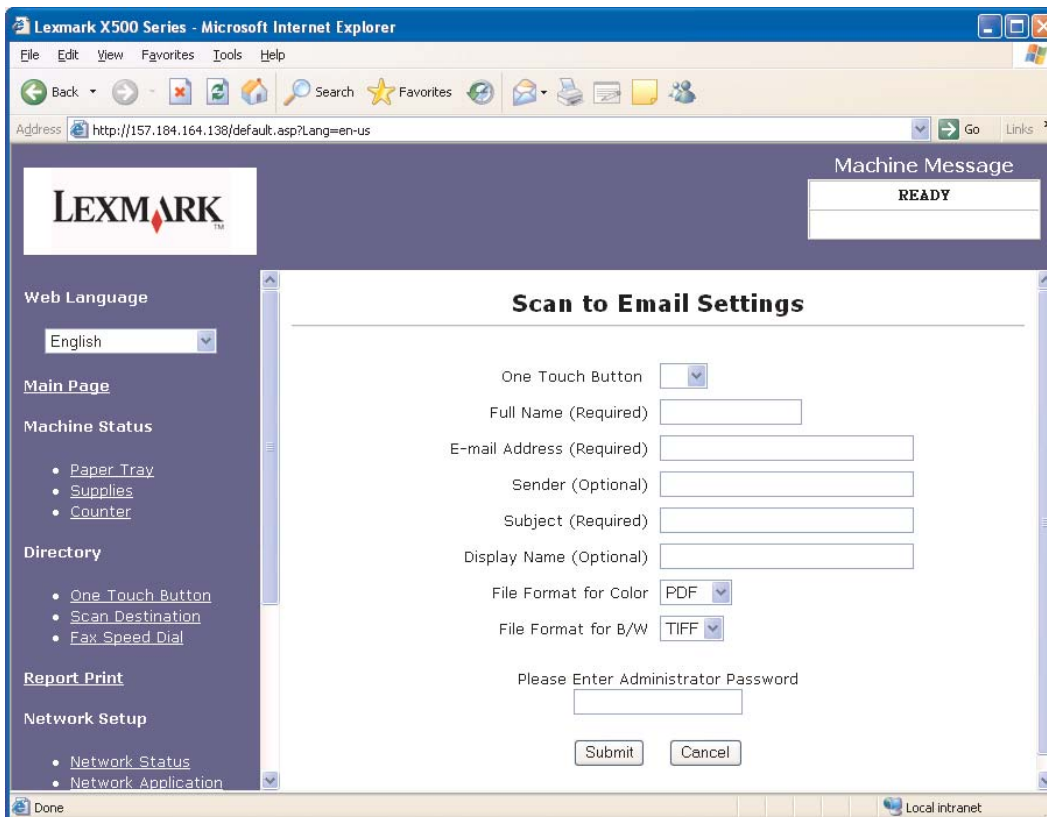 Lexmark X500 Series - Microsoft Internet Explorer
File Edit View Favorites Tools Help
Back Search Favorites
Address http://157.184.164.138/default.asp?Lang=en-us Go Links
Machine Message
LEXMARK TM
READY
Web Language
English
Main Page
Machine Status
Paper Tray
Supplies
Counter
Directory
One Touch Button
Scan Destination
Fax Speed Dial
Report Print
Network Setup
Network Status
Network Application
Scan to Email Settings
One Touch Button
Full Name (Required)
E-mail Address (Required)
Sender (Optional)
Subject (Required)
Display Name (Optional)
File Format for Color PDF
File Format for B/W TIFF
Please Enter Administrator Password
Submit Cancel
Done Local intranet